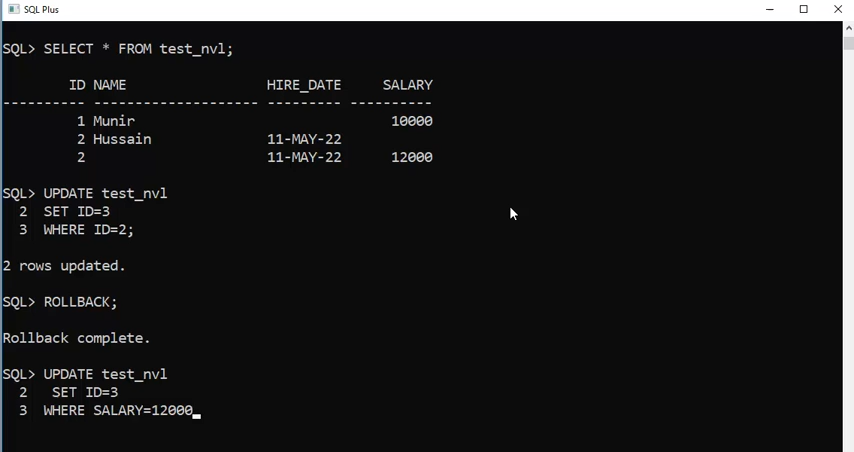 SQL Plus
SQL> SELECT * FROM test_nvl;
        ID NAME                 HIRE_DATE     SALARY
---------- -------------------- --------- ----------
         1 Munir                               10000
         2 Hussain              11-MAY-22
         2                      11-MAY-22      12000
SQL> UPDATE test_nvl
  2  SET ID=3
  3  WHERE ID=2;
2 rows updated.
SQL> ROLLBACK;
Rollback complete.
SQL> UPDATE test_nvl
  2   SET ID=3
  3  WHERE SALARY=12000_